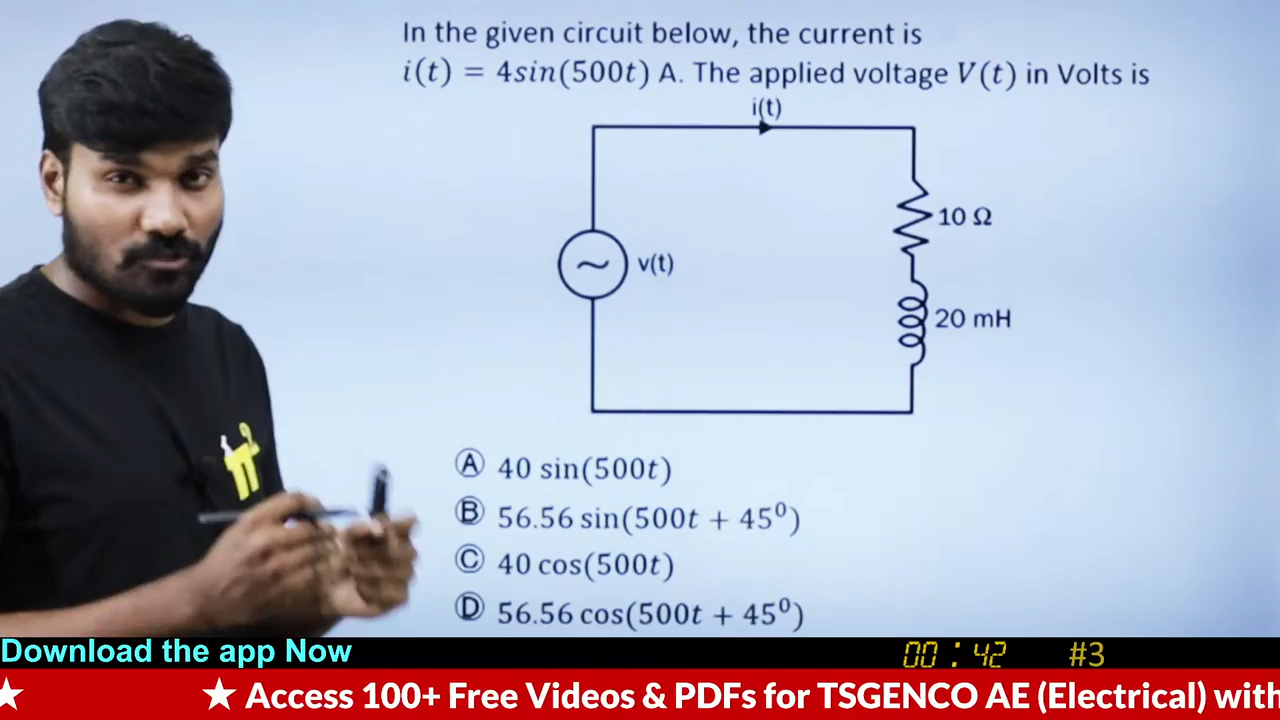 In the given circuit below, the current is
i(t) = 4sin(500t) A. The applied voltage V(t) in Volts is
i(t)
10 Ω
v(t)
20 mH
Ⓐ 40 sin(500t)
Ⓑ 56.56 sin(500t + 45⁰)
Ⓒ 40 cos(500t)
Ⓓ 56.56 cos(500t + 45⁰)
Download the app Now
00:42 #3
★ ★ Access 100+ Free Videos & PDFs for TSGENCO AE (Electrical) with